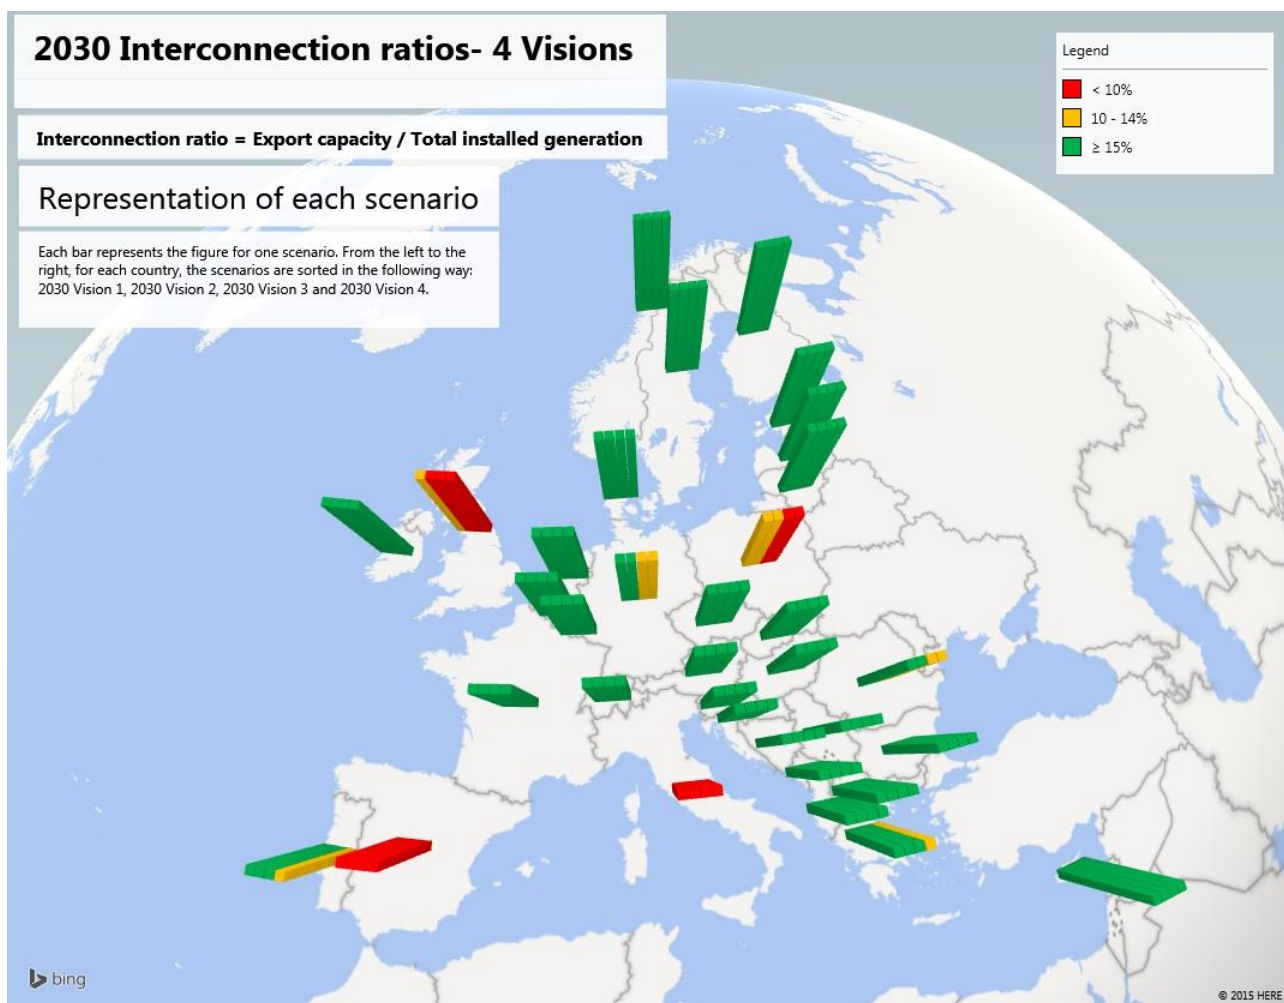 2030 Interconnection ratios- 4 Visions
Interconnection ratio = Export capacity / Total installed generation
Representation of each scenario
Each bar represents the figure for one scenario. From the left to the
right, for each country, the scenarios are sorted in the following way:
2030 Vision 1, 2030 Vision 2, 2030 Vision 3 and 2030 Vision 4.
Legend
< 10%
10 - 14%
≥ 15%
bing
© 2015 HERE